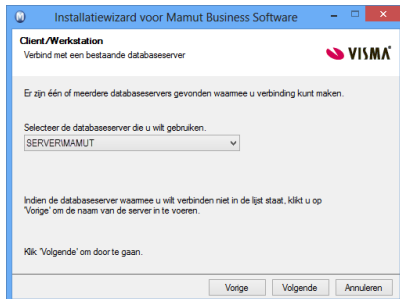 Installatiewizard voor Mamut Business Software
Client/Werkstation
Verbind met een bestaande databaseserver
VISMA
Er zijn één of meerdere databaseservers gevonden waarmee u verbinding kunt maken.
Selecteer de databaseserver die u wilt gebruiken.
SERVER\MAMUT
Indien de databaseserver waarmee u wilt verbinden niet in de lijst staat, klikt u op
'Vorige' om de naam van de server in te voeren.
Klik 'Volgende' om door te gaan.
Vorige Volgende Annuleren